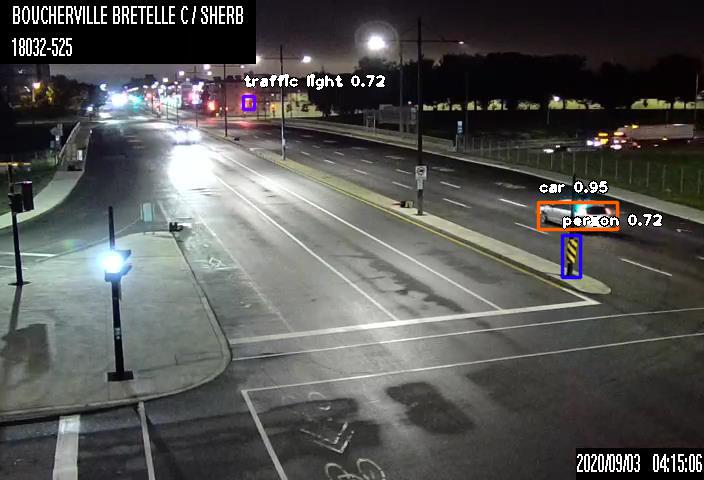 BOUCHERVILLE BRETELLE C / SHERB
18032-525
traffic light 0.72
car 0.95
person 0.72
2020/09/03 04:15:06